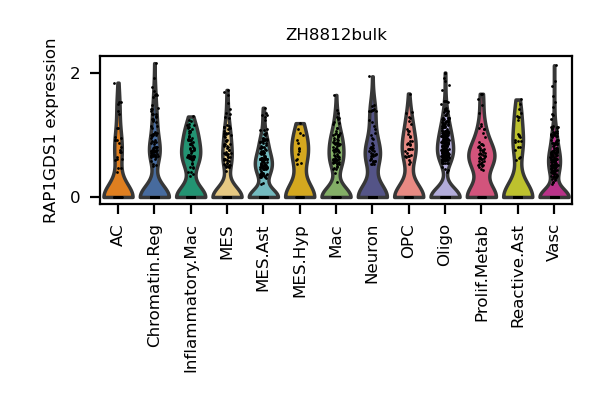 ZH8812bulk
RAP1GDS1 expression
2
0
AC
Chromatin.Reg
Inflammatory.Mac
MES
MES.Ast
MES.Hyp
Mac
Neuron
OPC
Oligo
Prolif.Metab
Reactive.Ast
Vasc